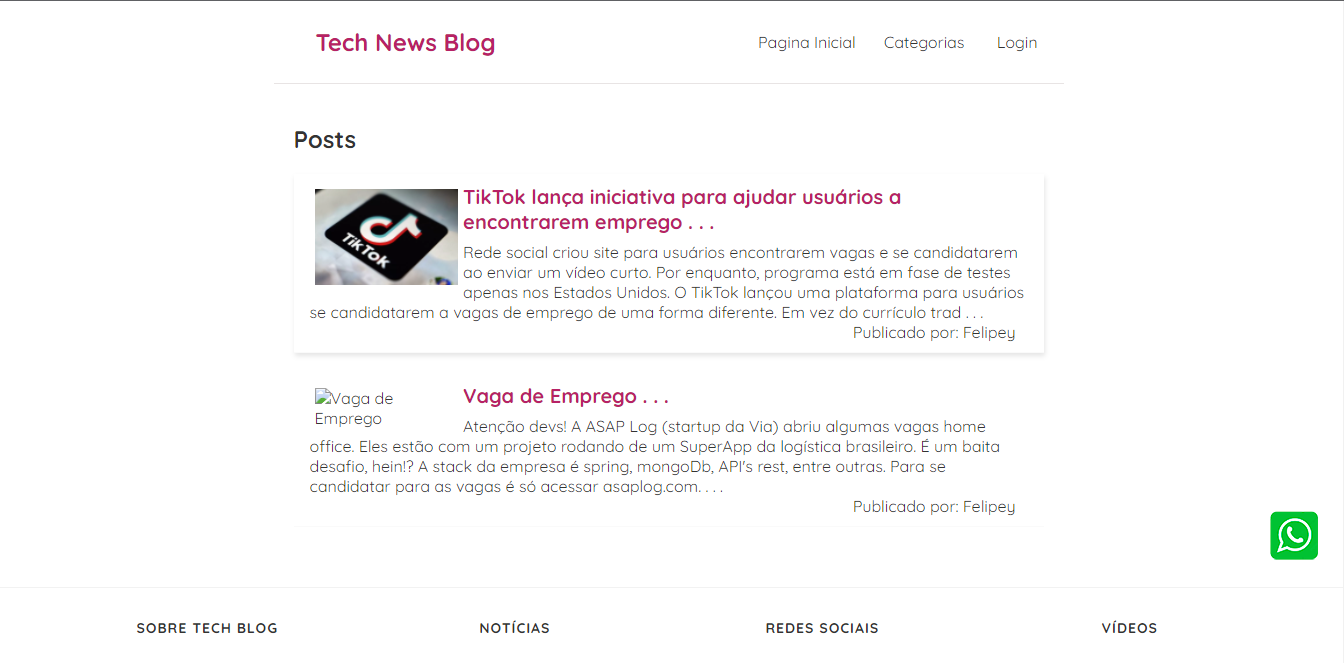 Tech News Blog
Pagina Inicial
Categorias
Login
Posts
TikTok
TikTok lança iniciativa para ajudar usuários a
encontrarem emprego . . .
Rede social criou site para usuários encontrarem vagas e se candidatarem
ao enviar um vídeo curto. Por enquanto, programa está em fase de testes
apenas nos Estados Unidos. O TikTok lançou uma plataforma para usuários
se candidatarem a vagas de emprego de uma forma diferente. Em vez do currículo trad . . .
Publicado por: Felipey
Vaga de
Emprego
Vaga de Emprego . . .
Atenção devs! A ASAP Log (startup da Via) abriu algumas vagas home
office. Eles estão com um projeto rodando de um SuperApp da logística brasileiro. É um baita
desafio, hein!? A stack da empresa é spring, mongoDb, API's rest, entre outras. Para se
candidatar para as vagas é só acessar asaplog.com. . . .
Publicado por: Felipey
SOBRE TECH BLOG
NOTÍCIAS
REDES SOCIAIS
VÍDEOS